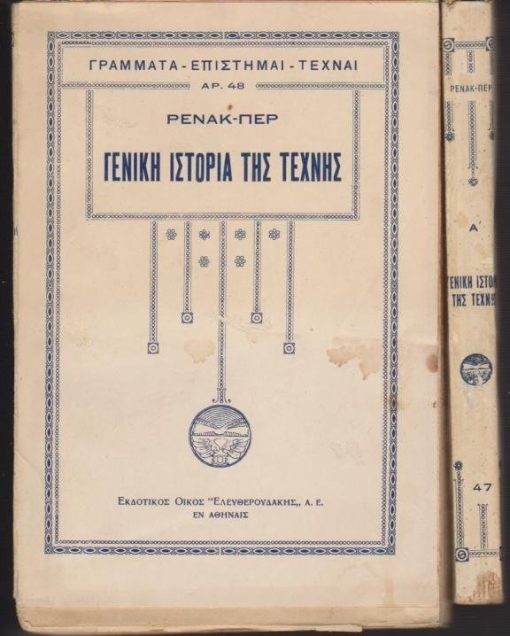 ΓΡΑΜΜΑΤΑ - ΕΠΙΣΤΗΜΑΙ - ΤΕΧΝΑΙ
ΑΡ. 48
ΡΕΝΑΚ-ΠΕΡ
ΓΕΝΙΚΗ ΙΣΤΟΡΙΑ ΤΗΣ ΤΕΧΝΗΣ
ΕΚΔΟΤΙΚΟΣ ΟΙΚΟΣ "ΕΛΕΥΘΕΡΟΥΔΑΚΗΣ,, Α. Ε.
ΕΝ ΑΘΗΝΑΙΣ
ΡΕΝΑΚ-ΠΕΡ
Α΄
ΓΕΝΙΚΗ ΙΣΤΟΡ
ΤΗΣ ΤΕΧΝΗ
47